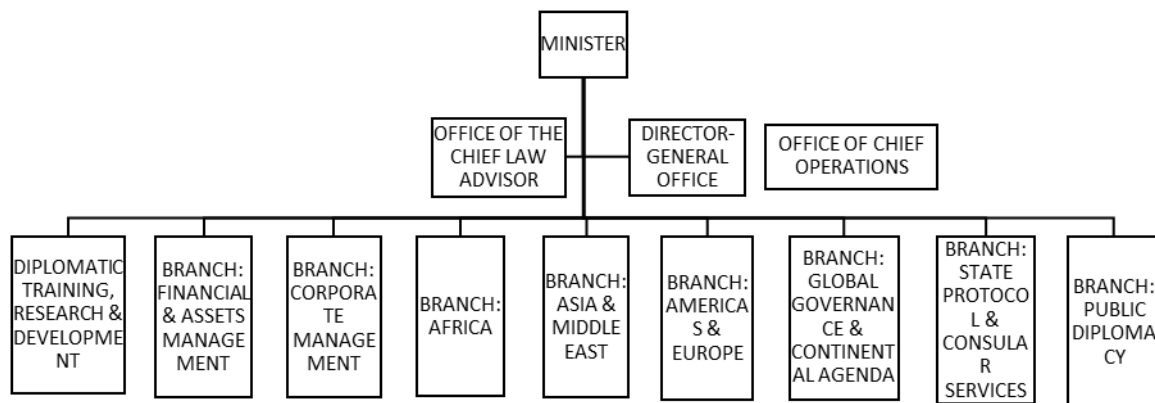 MINISTER
OFFICE OF THE
CHIEF LAW
ADVISOR
DIRECTOR-
GENERAL
OFFICE
OFFICE OF CHIEF
OPERATIONS
DIPLOMATIC
TRAINING,
RESEARCH &
DEVELOPME
NT
BRANCH:
FINANCIAL
& ASSETS
MANAGE
MENT
BRANCH:
CORPORA
TE
MANAGE
MENT
BRANCH:
AFRICA
BRANCH:
ASIA &
MIDDLE
EAST
BRANCH:
AMERICA
S &
EUROPE
BRANCH:
GLOBAL
GOVERNAN
CE &
CONTINENT
AL AGENDA
BRANCH:
STATE
PROTOCO
L &
CONSULA
R
SERVICES
BRANCH:
PUBLIC
DIPLOMA
CY